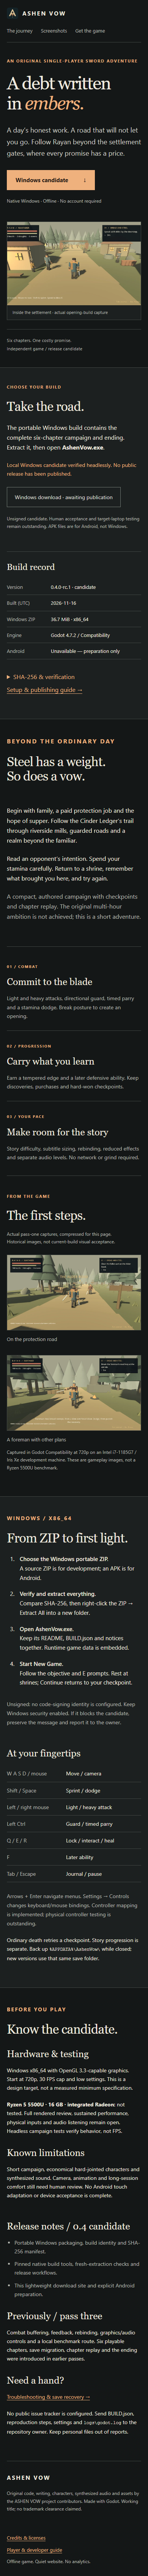 ASHEN VOW
The journey Screenshots Get the game
AN ORIGINAL SINGLE-PLAYER SWORD ADVENTURE
A debt written
in embers.
A day's honest work. A road that will not let
you go. Follow Rayan beyond the settlement
gates, where every promise has a price.
Windows candidate ↓
Native Windows · Offline · No account required
Inside the settlement · actual opening-build capture
Six chapters. One costly promise.
Independent game / release candidate
CHOOSE YOUR BUILD
Take the road.
The portable Windows build contains the
complete six-chapter campaign and ending.
Extract it, then open AshenVow.exe.
Local Windows candidate verified headlessly. No public
release has been published.
Windows download · awaiting publication
Unsigned candidate. Human acceptance and target-laptop testing
remain outstanding. APK files are for Android, not Windows.
Build record
Version 0.4.0-rc.1 · candidate
Built (UTC) 2026-11-16
Windows ZIP 36.7 MiB · x86_64
Engine Godot 4.7.2 / Compatibility
Android Unavailable — preparation only
▶ SHA-256 & verification
Setup & publishing guide →
BEYOND THE ORDINARY DAY
Steel has a weight.
So does a vow.
Begin with family, a paid protection job and the
hope of supper. Follow the Cinder Ledger's trail
through riverside mills, guarded roads and a
realm beyond the familiar.
Read an opponent's intention. Spend your
stamina carefully. Return to a shrine, remember
what brought you here, and try again.
A compact, authored campaign with checkpoints
and chapter replay. The original multi-hour
ambition is not achieved; this is a short adventure.
01 / COMBAT
Commit to the blade
Light and heavy attacks, directional guard, timed parry
and a stamina dodge. Break posture to create an
opening.
02 / PROGRESSION
Carry what you learn
Earn a tempered edge and a later defensive ability. Keep
discoveries, purchases and hard-won checkpoints.
03 / YOUR PACE
Make room for the story
Story difficulty, subtitle sizing, rebinding, reduced effects
and separate audio levels. No network or grind required.
FROM THE GAME
The first steps.
Actual pass-one captures, compressed for this page.
Historical images, not current-build visual acceptance.
On the protection road
A foreman with other plans
Captured in Godot Compatibility at 720p on an Intel i7-1185G7 /
Iris Xe development machine. These are gameplay images, not a
Ryzen 5500U benchmark.
WINDOWS / X86_64
From ZIP to first light.
1. Choose the Windows portable ZIP.
A source ZIP is for development; an APK is for
Android.
2. Verify and extract everything.
Compare SHA-256, then right-click the ZIP →
Extract All into a new folder.
3. Open AshenVow.exe.
Keep its README, BUILD.json and notices
together. Runtime game data is embedded.
4. Start New Game.
Follow the objective and E prompts. Rest at
shrines; Continue returns to your checkpoint.
Unsigned: no code-signing identity is configured. Keep
Windows security enabled. If it blocks the candidate,
preserve the message and report it to the owner.
At your fingertips
W A S D / mouse Move / camera
Shift / Space Sprint / dodge
Left / right mouse Light / heavy attack
Left Ctrl Guard / timed parry
Q / E / R Lock / interact / heal
F Later ability
Tab / Escape Journal / pause
Arrows + Enter navigate menus. Settings → Controls
changes keyboard/mouse bindings. Controller mapping
is implemented; physical controller testing is
outstanding.
Ordinary death retries a checkpoint. Story progression is
separate. Back up %APPDATA%\AshenVow\ while closed;
new versions use that same save folder.
BEFORE YOU PLAY
Know the candidate.
Hardware & testing
Windows x86_64 with OpenGL 3.3-capable graphics.
Start at 720p, 30 FPS cap and low settings. This is a
design target, not a measured minimum specification.
Ryzen 5 5500U · 16 GB · integrated Radeon: not
tested. Full rendered review, sustained performance,
physical inputs and audio listening remain open.
Headless campaign tests verify behavior, not FPS.
Known limitations
Short campaign, economical hard-jointed characters and
synthesized sound. Camera, animation and long-session
comfort still need human review. No Android touch
adaptation or device acceptance is complete.
Release notes / 0.4 candidate
• Portable Windows packaging, build identity and SHA-
256 manifest.
• Pinned native build tools, fresh-extraction checks and
release workflows.
• This lightweight download site and explicit Android
preparation.
Previously / pass three
Combat buffering, feedback, rebinding, graphics/audio
controls and a local benchmark route. Six playable
chapters, save migration, chapter replay and the ending
were introduced in earlier passes.
Need a hand?
Troubleshooting & save recovery →
No public issue tracker is configured. Send BUILD.json,
reproduction steps, settings and logs\godot.log to the
repository owner. Keep personal files out of reports.
ASHEN VOW
Original code, writing, characters, synthesized audio and assets by
the ASHEN VOW project contributors. Made with Godot. Working
title; no trademark clearance claimed.
Credits & licenses
Player & developer guide
Offline game. Quiet website. No analytics.